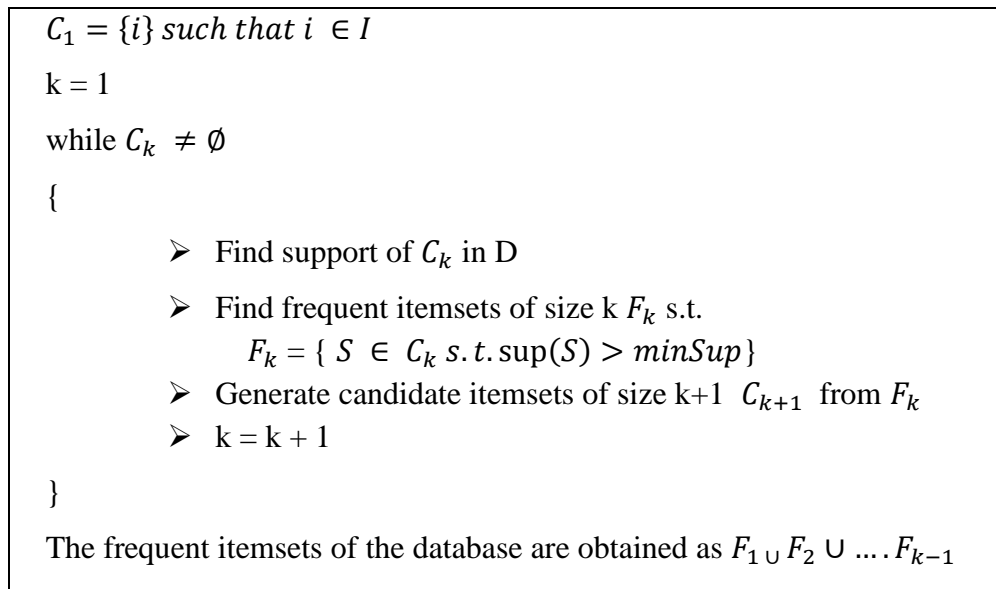 C₁ = {i} such that i ∈ I
k = 1
while Cₖ ≠ ∅
{
➢ Find support of Cₖ in D
➢ Find frequent itemsets of size k Fₖ s.t.
Fₖ = { S ∈ Cₖ s.t. sup(S) > minSup}
➢ Generate candidate itemsets of size k+1 Cₖ₊₁ from Fₖ
➢ k = k + 1
}
The frequent itemsets of the database are obtained as F₁ ∪ F₂ ∪ … . Fₖ₋₁